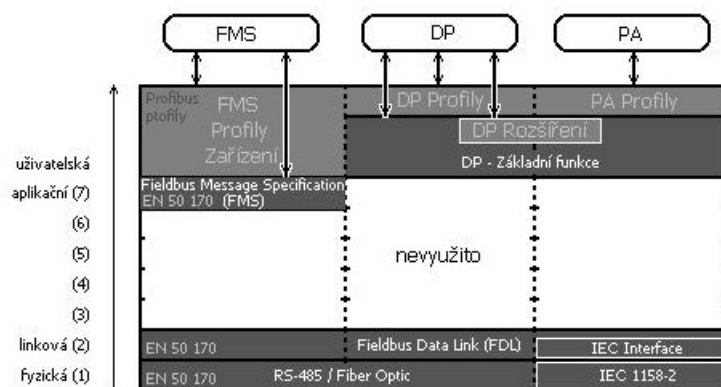 FMS
DP
PA
Profibus
ptofily
FMS
Profily
Zařízení
DP Profily
PA Profily
DP Rozšíření
DP - Základní funkce
uživatelská
aplikační (7)
Fieldbus Message Specification
EN 50 170 (FMS)
(6)
(5)
nevyužito
(4)
(3)
linková (2)
EN 50 170
Fieldbus Data Link (FDL)
IEC Interface
fyzická (1)
EN 50 170
RS-485 / Fiber Optic
IEC 1158-2